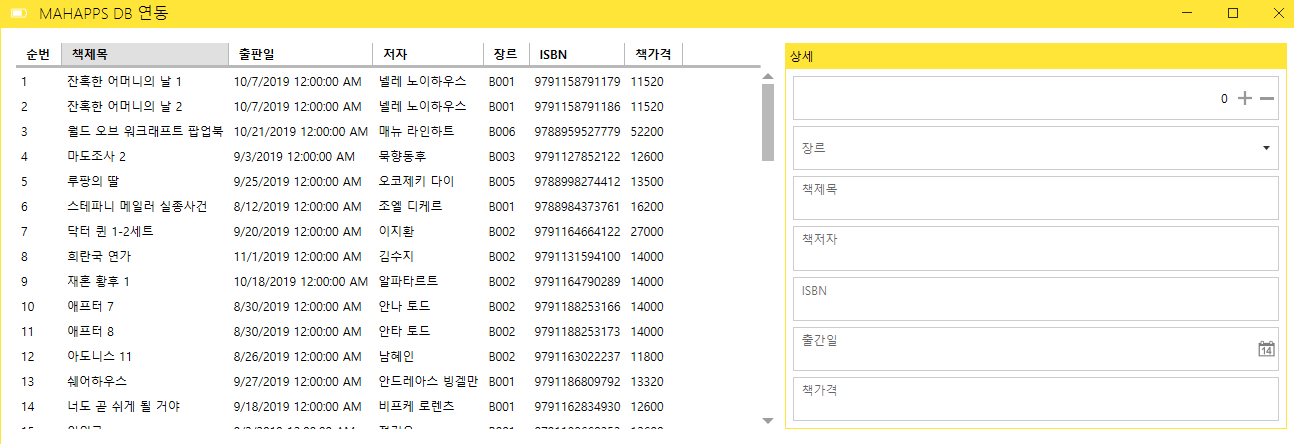 MAHAPPS DB 연동
순번 책제목 출판일 저자 장르 ISBN 책가격
1 잔혹한 어머니의 날 1 10/7/2019 12:00:00 AM 넬레 노이하우스 B001 9791158791179 11520
2 잔혹한 어머니의 날 2 10/7/2019 12:00:00 AM 넬레 노이하우스 B001 9791158791186 11520
3 월드 오브 워크래프트 팝업북 10/21/2019 12:00:00 AM 매뉴 라인하트 B006 9788959527779 52200
4 마도조사 2 9/3/2019 12:00:00 AM 묵향동후 B003 9791127852122 12600
5 루팡의 딸 9/25/2019 12:00:00 AM 요코제키 다이 B005 9788998274412 13500
6 스테파니 메일러 실종사건 8/12/2019 12:00:00 AM 조엘 디케르 B001 9788984373761 16200
7 닥터 퀸 1-2세트 9/20/2019 12:00:00 AM 이지환 B002 9791164664122 27000
8 희란국 연가 11/1/2019 12:00:00 AM 김수지 B002 9791131594100 14000
9 재혼 황후 1 10/18/2019 12:00:00 AM 알파타르트 B002 9791164790289 14000
10 애프터 7 8/30/2019 12:00:00 AM 안나 토드 B002 9791188253166 14000
11 애프터 8 8/30/2019 12:00:00 AM 안타 토드 B002 9791188253173 14000
12 아도니스 11 8/26/2019 12:00:00 AM 남혜인 B002 9791163022237 11800
13 쉐어하우스 9/27/2019 12:00:00 AM 안드레아스 빙겔만 B001 9791186809792 13320
14 너도 곧 쉬게 될 거야 9/18/2019 12:00:00 AM 비프케 로렌츠 B001 9791162834930 12600
상세
0
14
장르
책제목
책저자
ISBN
출간일
책가격